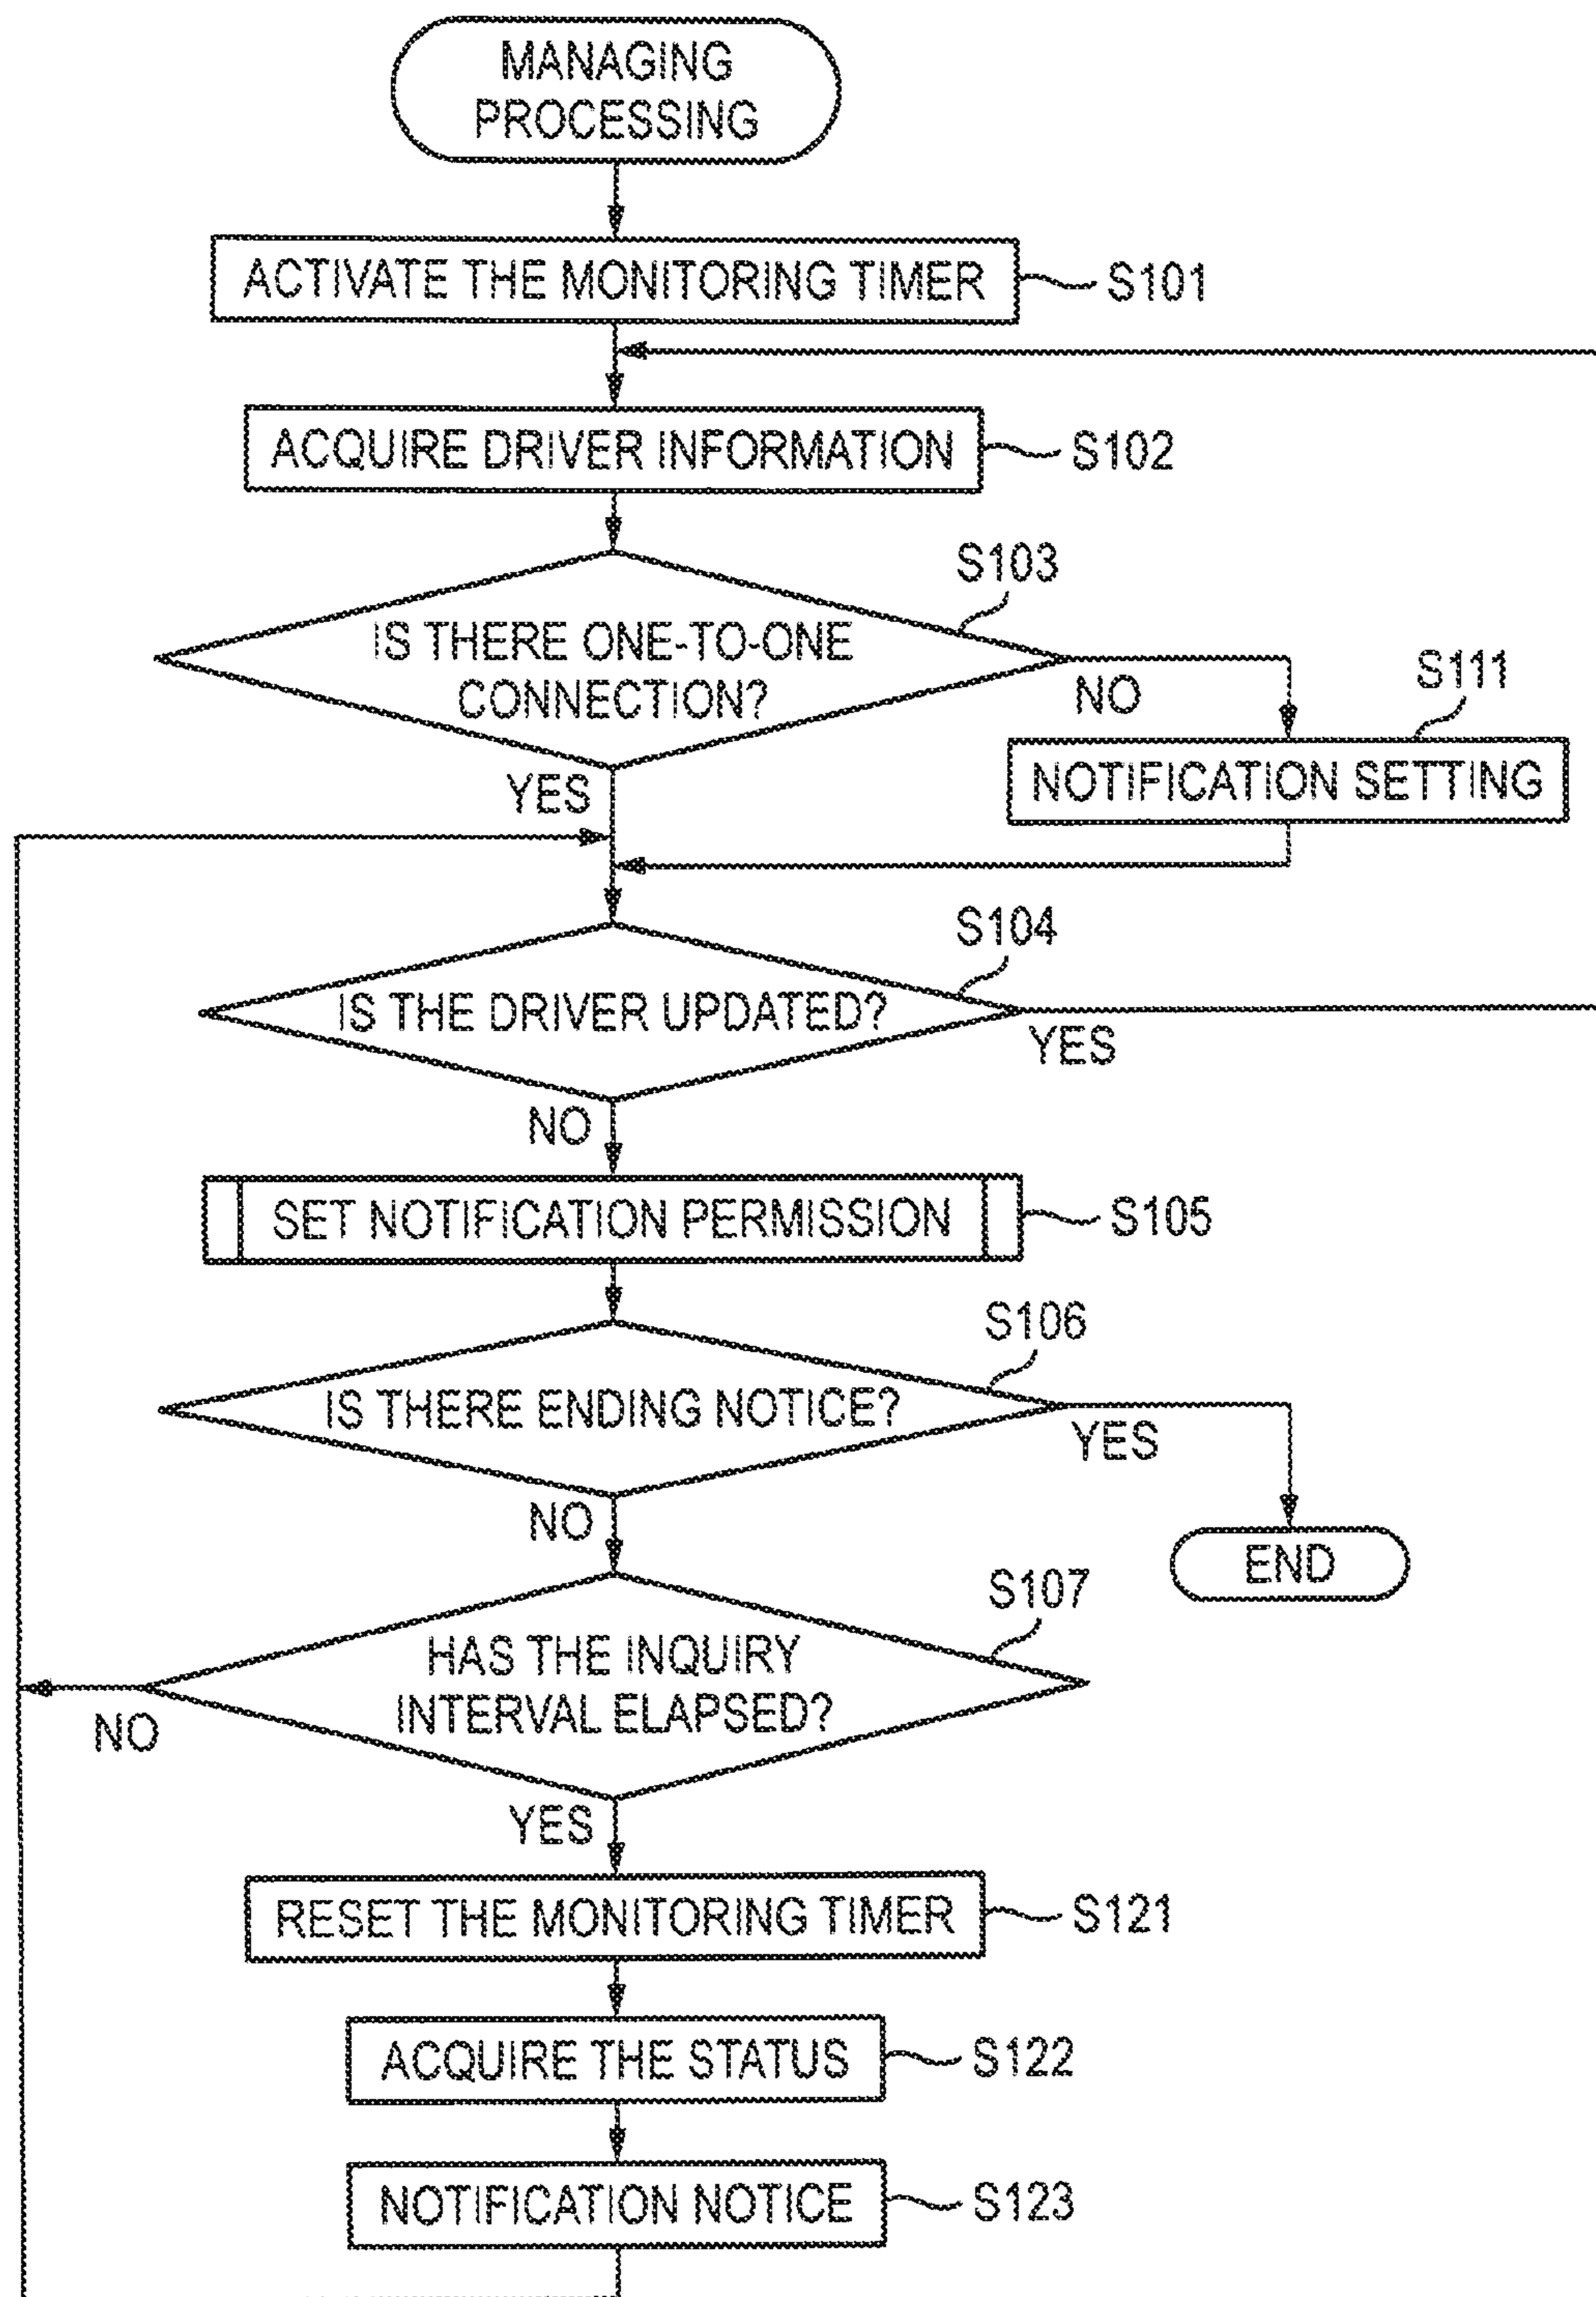 MANAGING
PROCESSING
ACTIVATE THE MONITORING TIMER
S101
ACQUIRE DRIVER INFORMATION
S102
S103
IS THERE ONE-TO-ONE
CONNECTION?
NO
S111
YES
NOTIFICATION SETTING
S104
IS THE DRIVER UPDATED?
YES
NO
SET NOTIFICATION PERMISSION
S105
S106
IS THERE ENDING NOTICE?
YES
NO
END
S107
HAS THE INQUIRY
INTERVAL ELAPSED?
NO
YES
RESET THE MONITORING TIMER
S121
ACQUIRE THE STATUS
S122
NOTIFICATION NOTICE
S123